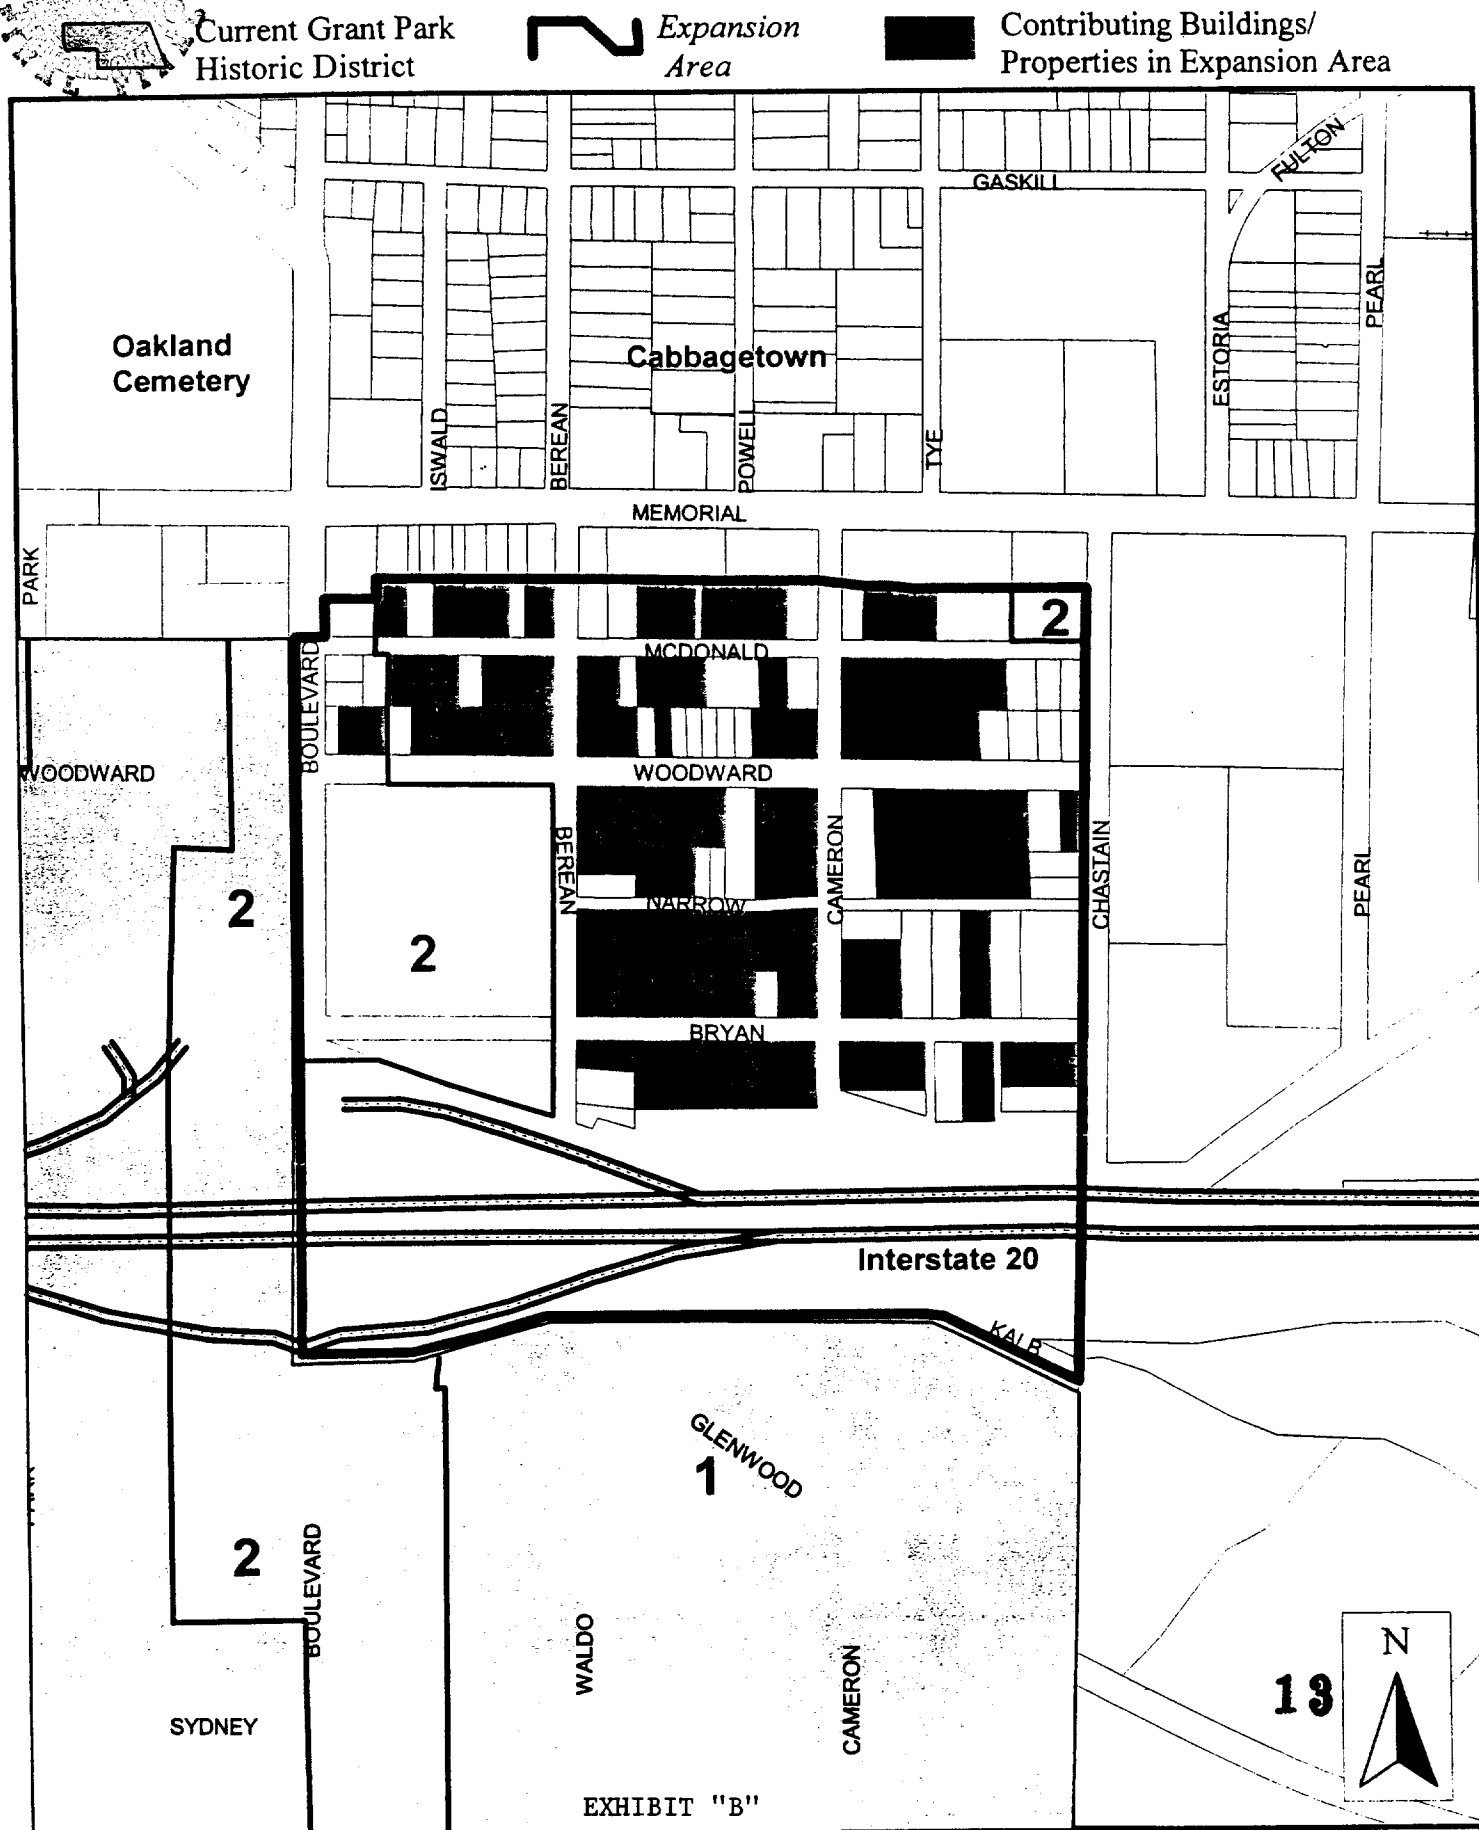 Current Grant Park
Historic District
Expansion
Area
Contributing Buildings/
Properties in Expansion Area
FULTON
GASKILL
PEARL
Oakland
Cemetery
Cabbagetown
ESTORIA
ISWALD
BEREAN
POWELL
TYE
MEMORIAL
PARK
2
MCDONALD
BOULEVARD
WOODWARD
WOODWARD
BEREAN
CAMERON
CHASTAIN
PEARL
2
NARROW
2
BRYAN
Interstate 20
KALB
GLENWOOD
1
2
BOULEVARD
WALDO
CAMERON
N
13
SYDNEY
EXHIBIT "B"